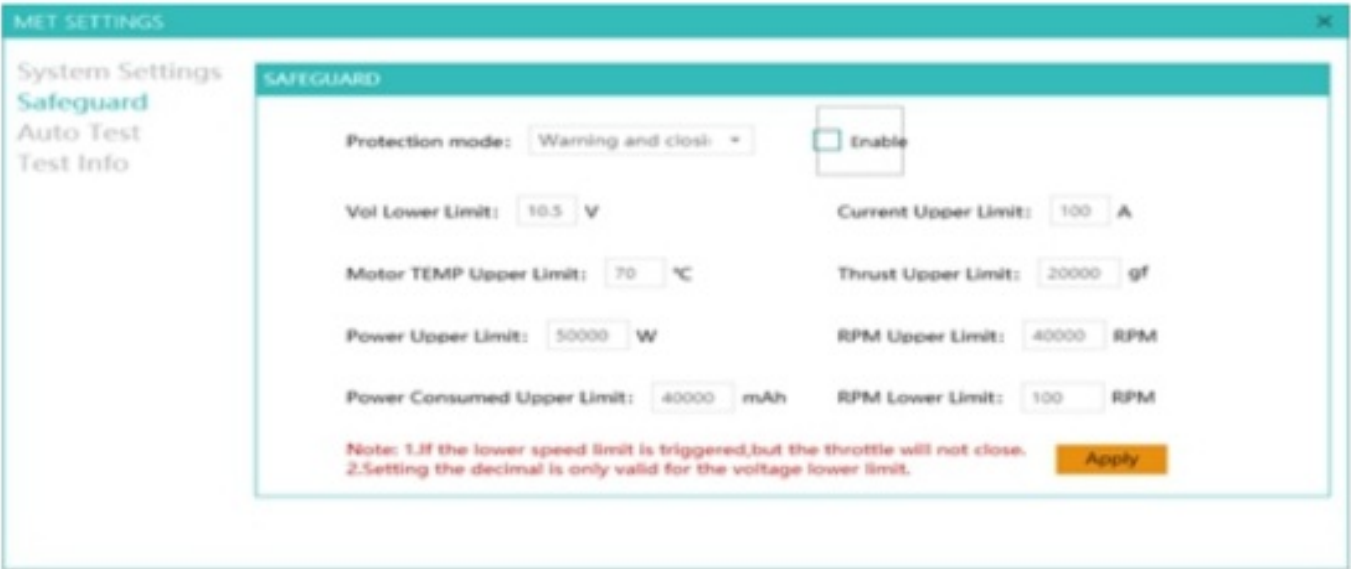 MET SETTINGS
System Settings
Safeguard
Auto Test
Test Info
SAFEGUARD
Protection mode: Warning and closi Enable
Vol Lower Limit: 10.5 V Current Upper Limit: 100 A
Motor TEMP Upper Limit: 70 ℃ Thrust Upper Limit: 20000 gf
Power Upper Limit: 50000 W RPM Upper Limit: 40000 RPM
Power Consumed Upper Limit: 40000 mAh RPM Lower Limit: 100 RPM
Note: 1.If the lower speed limit is triggered,but the throttle will not close.
2.Setting the decimal is only valid for the voltage lower limit.
Apply